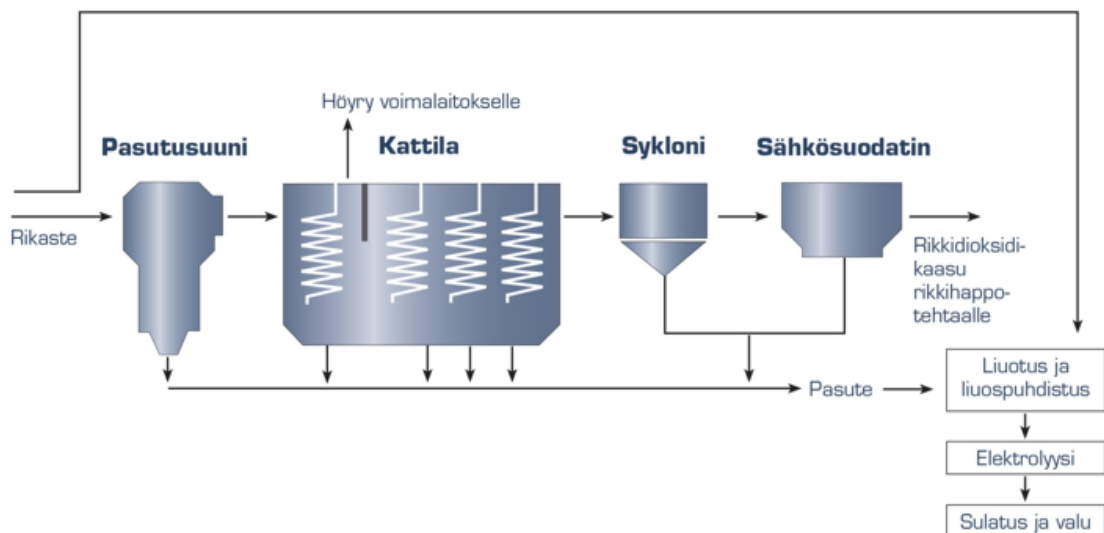 Höyry voimalaitokselle
Pasutusuuni
Kattila
Sykloni
Sähkösuodatin
Rikaste
Rikkidioksidi-
kaasu
rikkihappo-
tehtaalle
Pasute
Liuotus ja
liuospuhdistus
Elektrolyysi
Sulatus ja valu